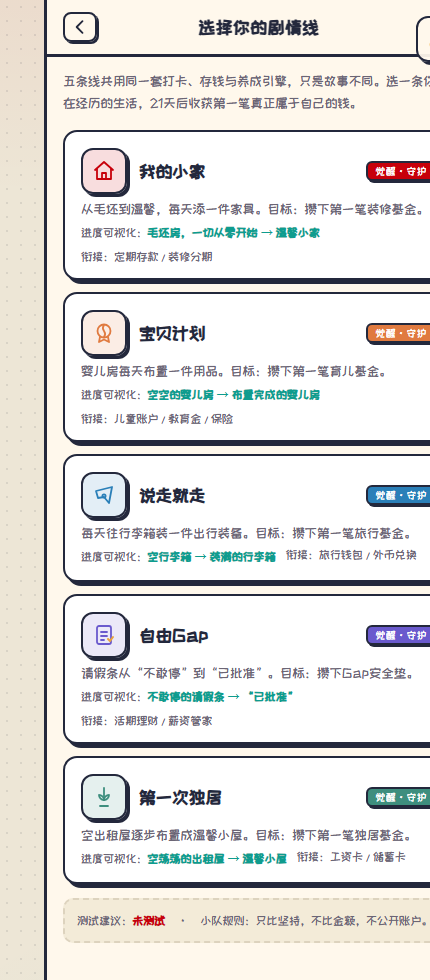 选择你的剧情线
五条线共用同一套打卡、存钱与养成引擎，只是故事不同。选一条
在经历的生活，21天后收获第一笔真正属于自己的钱。
我的小家
觉醒·守护
从毛坯到温馨，每天添一件家具。目标：攒下第一笔装修基金。
进度可视化：毛坯房，一切从零开始 → 温馨小家
衔接：定期存款 / 装修分期
宝贝计划
觉醒·守护
婴儿房每天布置一件用品。目标：攒下第一笔育儿基金。
进度可视化：空空的婴儿房 → 布置完成的婴儿房
衔接：儿童账户 / 教育金 / 保险
说走就走
觉醒·守护
每天往行李箱装一件出行装备。目标：攒下第一笔旅行基金。
进度可视化：空行李箱 → 装满的行李箱 衔接：旅行钱包 / 外币兑换
自由Gap
觉醒·守护
请假条从“不敢停”到“已批准”。目标：攒下Gap安全垫。
进度可视化：不敢停的请假条 → “已批准”
衔接：活期理财 / 薪资管家
第一次独居
觉醒·守护
空出租屋逐步布置成温馨小屋。目标：攒下第一笔独居基金。
进度可视化：空荡荡的出租屋 → 温馨小屋 衔接：工资卡 / 储蓄卡
测试建议：未测试 · 小队规则：只比坚持，不比金额，不公开账户。